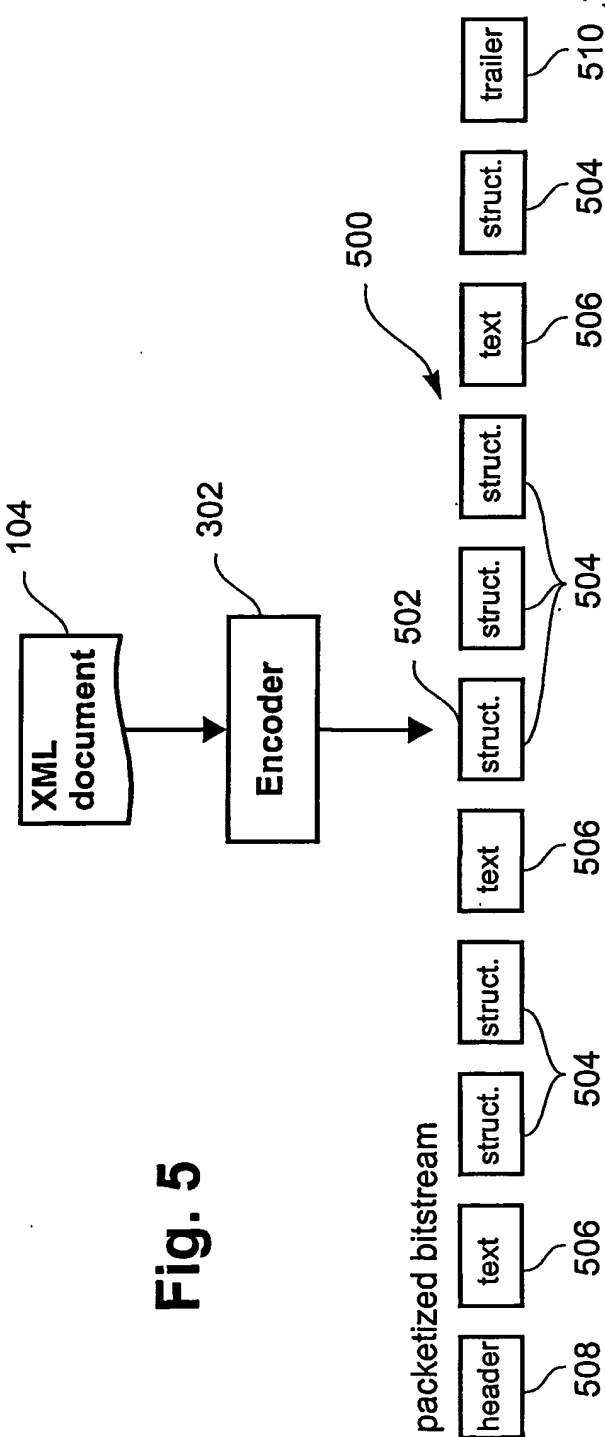 Fig. 5
XML
document
104
Encoder
302
500
502
packetized bitstream
header
text
struct.
struct.
text
struct.
struct.
struct.
text
struct.
trailer
508
506
504
506
504
506
504
510